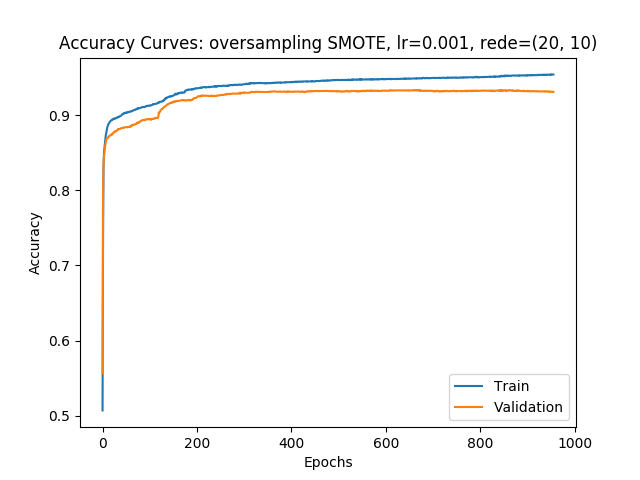 Accuracy Curves: oversampling SMOTE, lr=0.001, rede=(20, 10)
Accuracy
0.9
0.8
0.7
0.6
0.5
0 200 400 600 800 1000
Epochs
Train
Validation